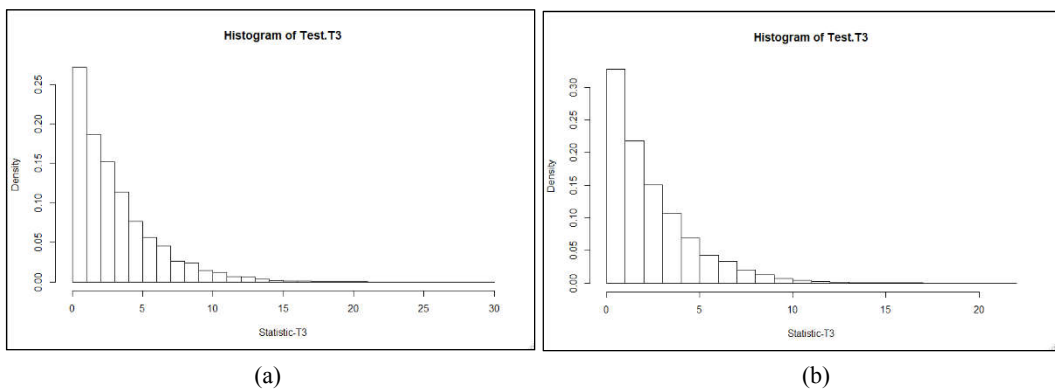 Histogram of Test.T3
Density
0.00 0.05 0.10 0.15 0.20 0.25
0 5 10 15 20 25 30
Statistic-T3
(a)
Histogram of Test.T3
Density
0.00 0.05 0.10 0.15 0.20 0.25 0.30
0 5 10 15 20
Statistic-T3
(b)